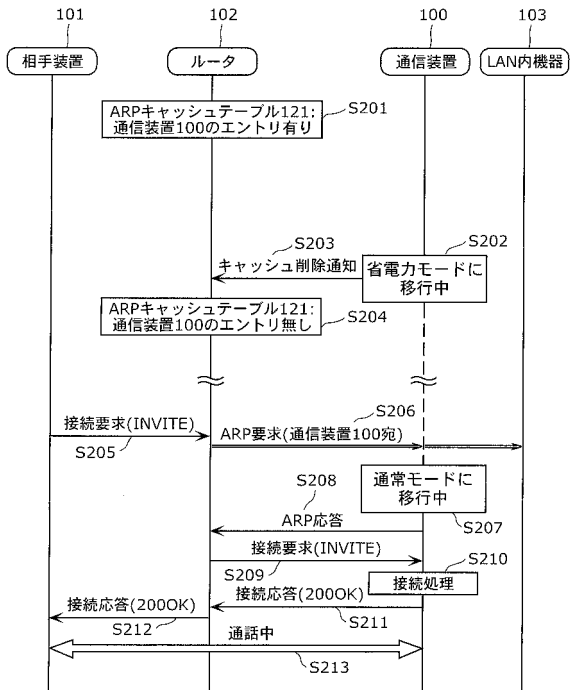 101
102
100
103
相手装置
ルータ
通信装置
LAN内機器
ARPキャッシュテーブル121:
通信装置100のエントリ有り
S201
S203
キャッシュ削除通知
S202
省電力モードに
移行中
ARPキャッシュテーブル121:
通信装置100のエントリ無し
S204
接続要求(INVITE)
S205
S206
ARP要求(通信装置100宛)
通常モードに
移行中
S207
S208
ARP応答
接続要求(INVITE)
S209
S210
接続処理
接続応答(200OK)
S211
接続応答(200OK)
S212
通話中
S213